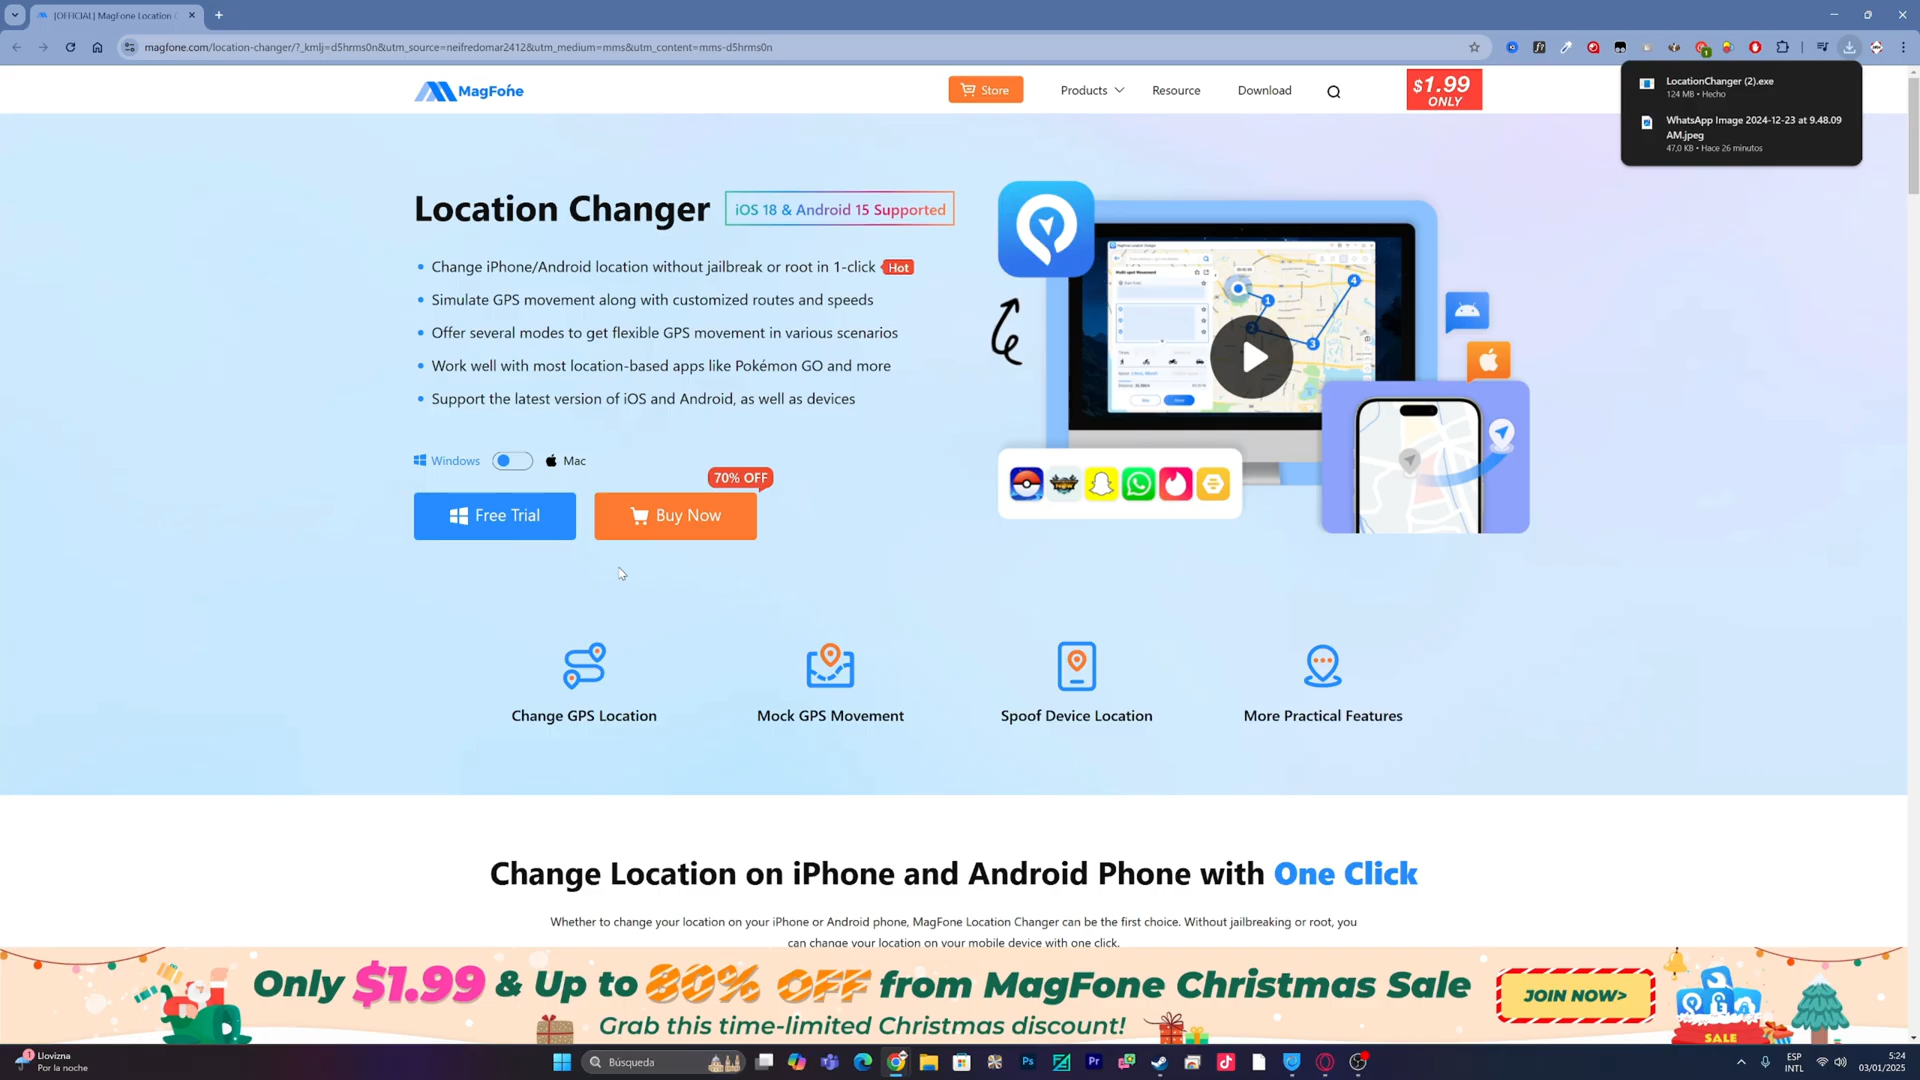 [OFFICIAL] MagFone Location C
magfone.com/location-changer/?_kmlj=d5hrms0n&utm_source=neifredomar2412&utm_medium=mms&utm_content=mms-d5hrms0n
MagFone
Store
Products
Resource
Download
$1.99
ONLY
LocationChanger (2).exe
124 MB • Hecho
WhatsApp Image 2024-12-23 at 9.48.09
AM.jpeg
47,0 KB • Hace 26 minutos
Location Changer
iOS 18 & Android 15 Supported
• Change iPhone/Android location without jailbreak or root in 1-click Hot
• Simulate GPS movement along with customized routes and speeds
• Offer several modes to get flexible GPS movement in various scenarios
• Work well with most location-based apps like Pokémon GO and more
• Support the latest version of iOS and Android, as well as devices
Windows
Mac
70% OFF
Free Trial
Buy Now
1
2
3
4
Change GPS Location
Mock GPS Movement
Spoof Device Location
More Practical Features
Change Location on iPhone and Android Phone with One Click
Whether to change your location on your iPhone or Android phone, MagFone Location Changer can be the first choice. Without jailbreaking or root, you
can change your location on your mobile device with one click.
Only $1.99 & Up to 80% OFF from MagFone Christmas Sale
Grab this time-limited Christmas discount!
JOIN NOW>
SALE
1
Llovizna
Por la noche
Búsqueda
Ps
Pr
ESP
INTL
5:24
03/01/2025